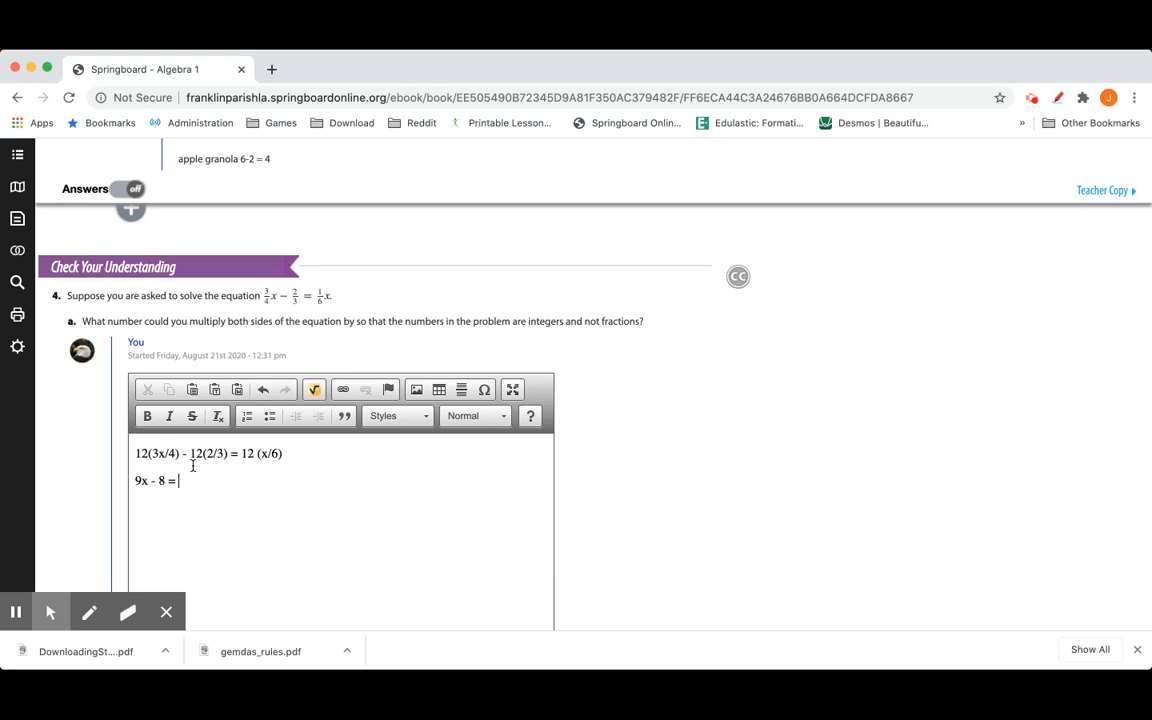 Springboard - Algebra 1
Not Secure | franklinparishla.springboardonline.org/ebook/book/EE505490B72345D9A81F350AC379482F/FF6ECA44C3A24676BB0A664DCFDA8667
J
Apps Bookmarks Administration Games Download Reddit Printable Lesson... Springboard Onlin... Edulastic: Formati... Desmos | Beautifu... » Other Bookmarks
apple granola 6-2 = 4
Answers off Teacher Copy
Check Your Understanding CC
4. Suppose you are asked to solve the equation 3/4 x − 2/3 = 1/6 x.
a. What number could you multiply both sides of the equation by so that the numbers in the problem are integers and not fractions?
You
Started Friday, August 21st 2020 - 12:31 pm
B I S Tx Styles Normal ?
12(3x/4) - 12(2/3) = 12 (x/6)
9x - 8 =
DownloadingSt....pdf gemdas_rules.pdf Show All